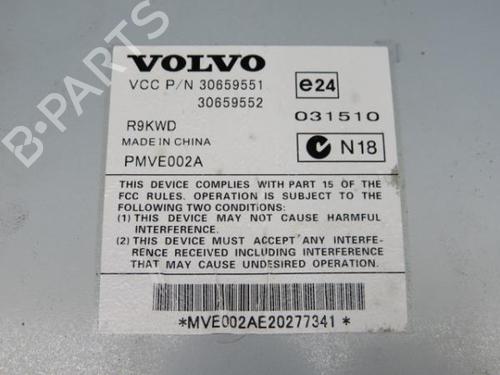 B-PARTS
VOLVO
VCC P/N 30659551
30659552
e24
031510
R9KWD
MADE IN CHINA
N18
PMVE002A
THIS DEVICE COMPLIES WITH PART 15 OF THE
FCC RULES. OPERATION IS SUBJECT TO THE
FOLLOWING TWO CONDITIONS:
(1) THIS DEVICE MAY NOT CAUSE HARMFUL
INTERFERENCE.
(2) THIS DEVICE MUST ACCEPT ANY INTERFE-
RENCE RECEIVED INCLUDING INTERFERENCE
THAT MAY CAUSE UNDESIRED OPERATION.
*MVE002AE20277341*